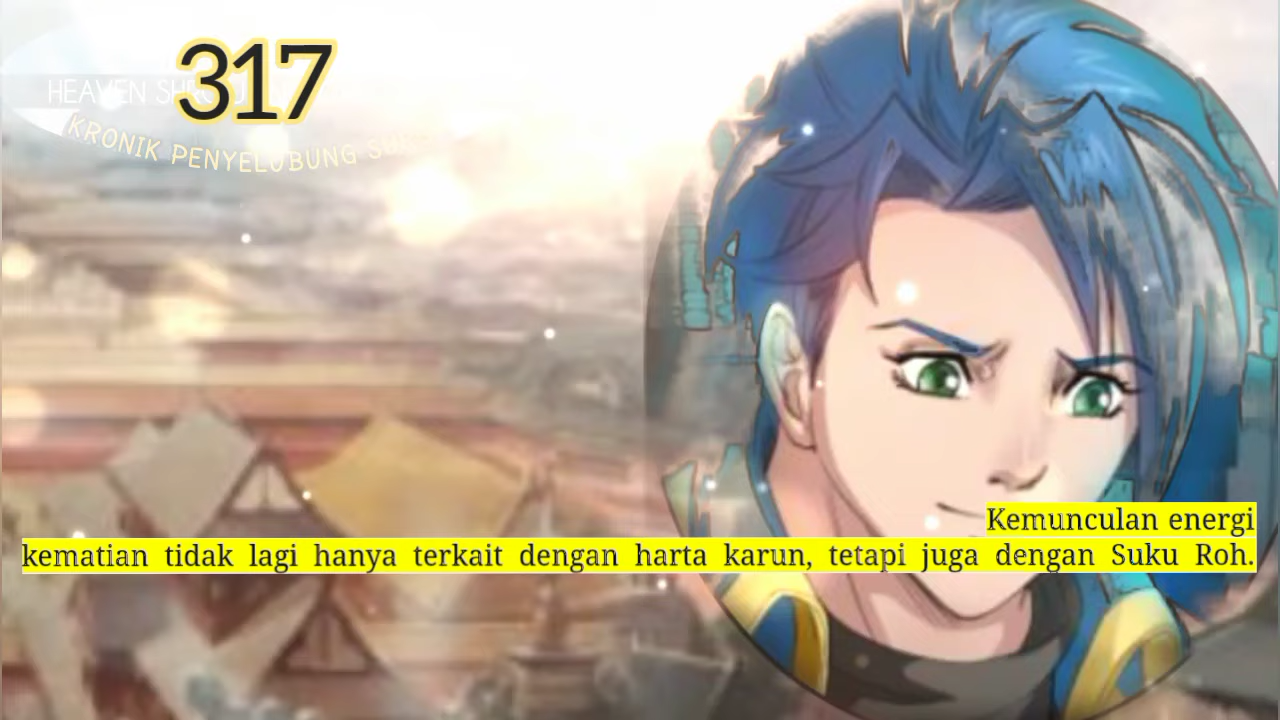 317
HEAVEN
KRONIK PENYELUBUNG
Kemunculan energi
kematian tidak lagi hanya terkait dengan harta karun, tetapi juga dengan Suku Roh.